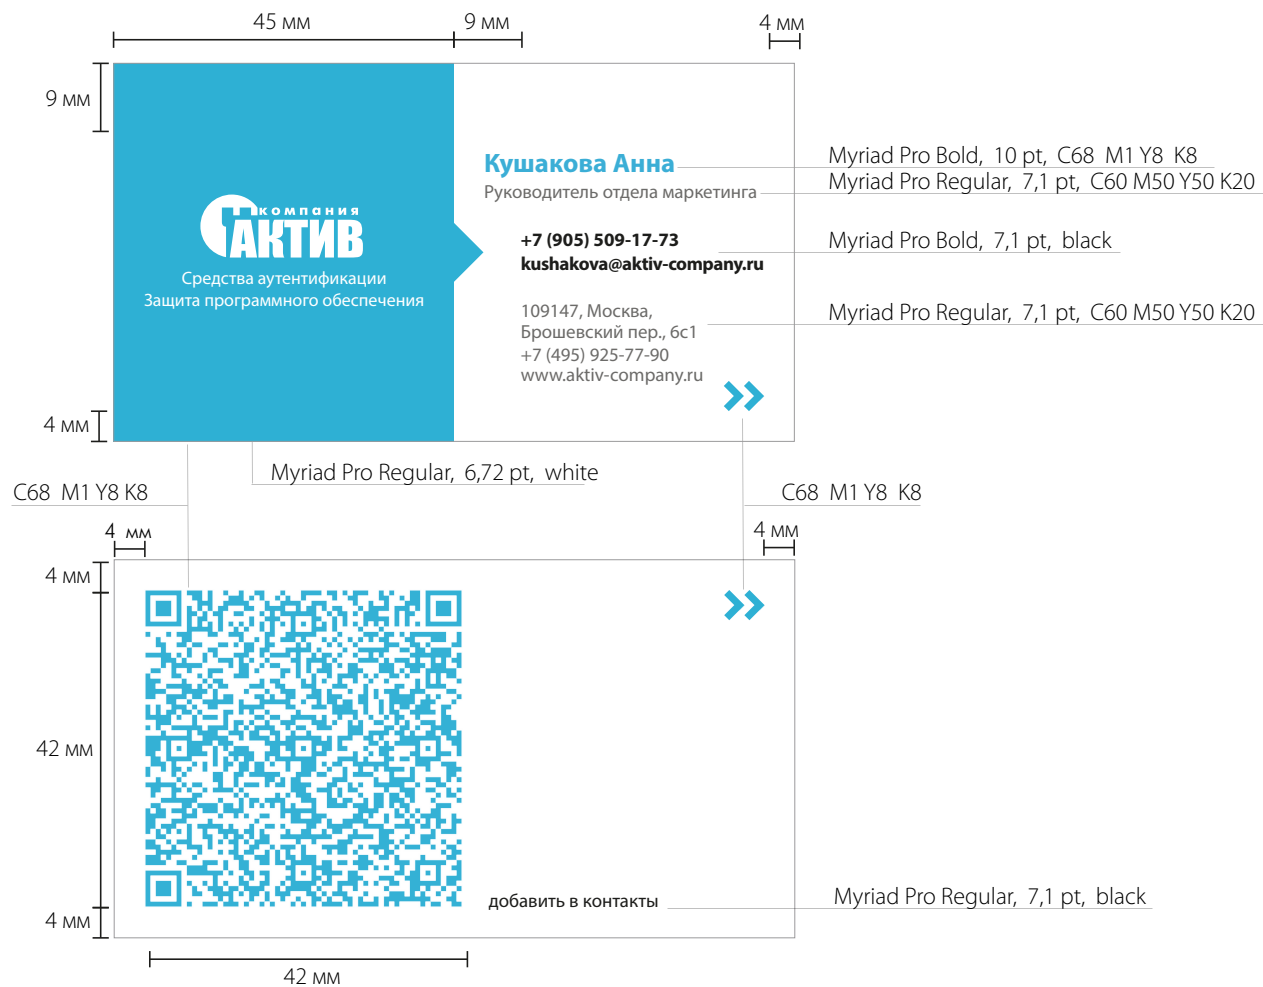 45 мм
9 мм
4 мм
9 мм
Кушакова Анна
Myriad Pro Bold, 10 pt, C68 M1 Y8 K8
Руководитель отдела маркетинга
Myriad Pro Regular, 7,1 pt, C60 M50 Y50 K20
компания
АКТИВ
Средства аутентификации
Защита программного обеспечения
+7 (905) 509-17-73
Myriad Pro Bold, 7,1 pt, black
kushakova@aktiv-company.ru
109147, Москва,
Myriad Pro Regular, 7,1 pt, C60 M50 Y50 K20
Брошевский пер., 6с1
+7 (495) 925-77-90
www.aktiv-company.ru
4 мм
Myriad Pro Regular, 6,72 pt, white
C68 M1 Y8 K8
C68 M1 Y8 K8
4 мм
4 мм
4 мм
42 мм
добавить в контакты
Myriad Pro Regular, 7,1 pt, black
4 мм
42 мм